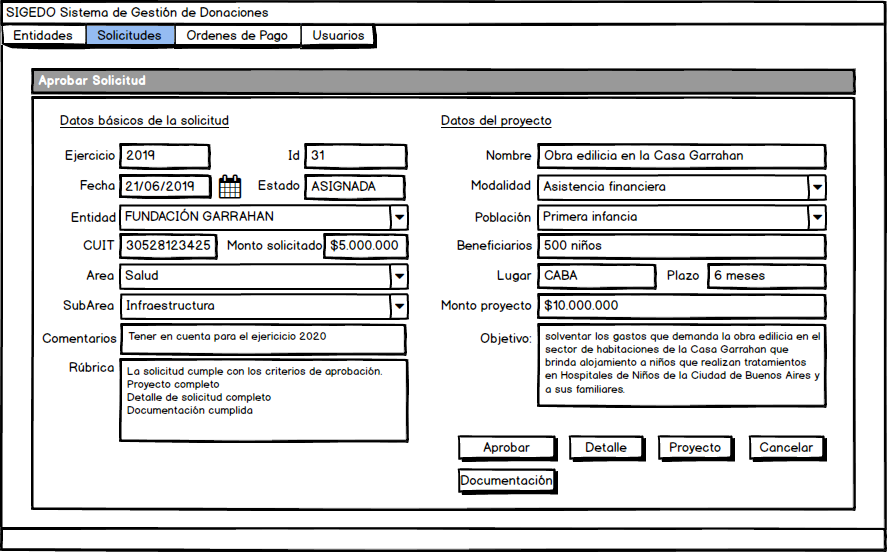 SIGEDO Sistema de Gestión de Donaciones
Entidades Solicitudes Ordenes de Pago Usuarios
Aprobar Solicitud
Datos básicos de la solicitud
Ejercicio 2019 Id 31
Fecha 21/06/2019 Estado ASIGNADA
Entidad FUNDACIÓN GARRAHAN
CUIT 30528123425 Monto solicitado $5.000.000
Area Salud
SubArea Infraestructura
Comentarios Tener en cuenta para el ejericicio 2020
Rúbrica La solicitud cumple con los criterios de aprobación.
Proyecto completo
Detalle de solicitud completo
Documentación cumplida
Datos del proyecto
Nombre Obra edilicia en la Casa Garrahan
Modalidad Asistencia financiera
Población Primera infancia
Beneficiarios 500 niños
Lugar CABA Plazo 6 meses
Monto proyecto $10.000.000
Objetivo: solventar los gastos que demanda la obra edilicia en el
sector de habitaciones de la Casa Garrahan que
brinda alojamiento a niños que realizan tratamientos
en Hospitales de Niños de la Ciudad de Buenos Aires y
a sus familiares.
Aprobar Detalle Proyecto Cancelar
Documentación